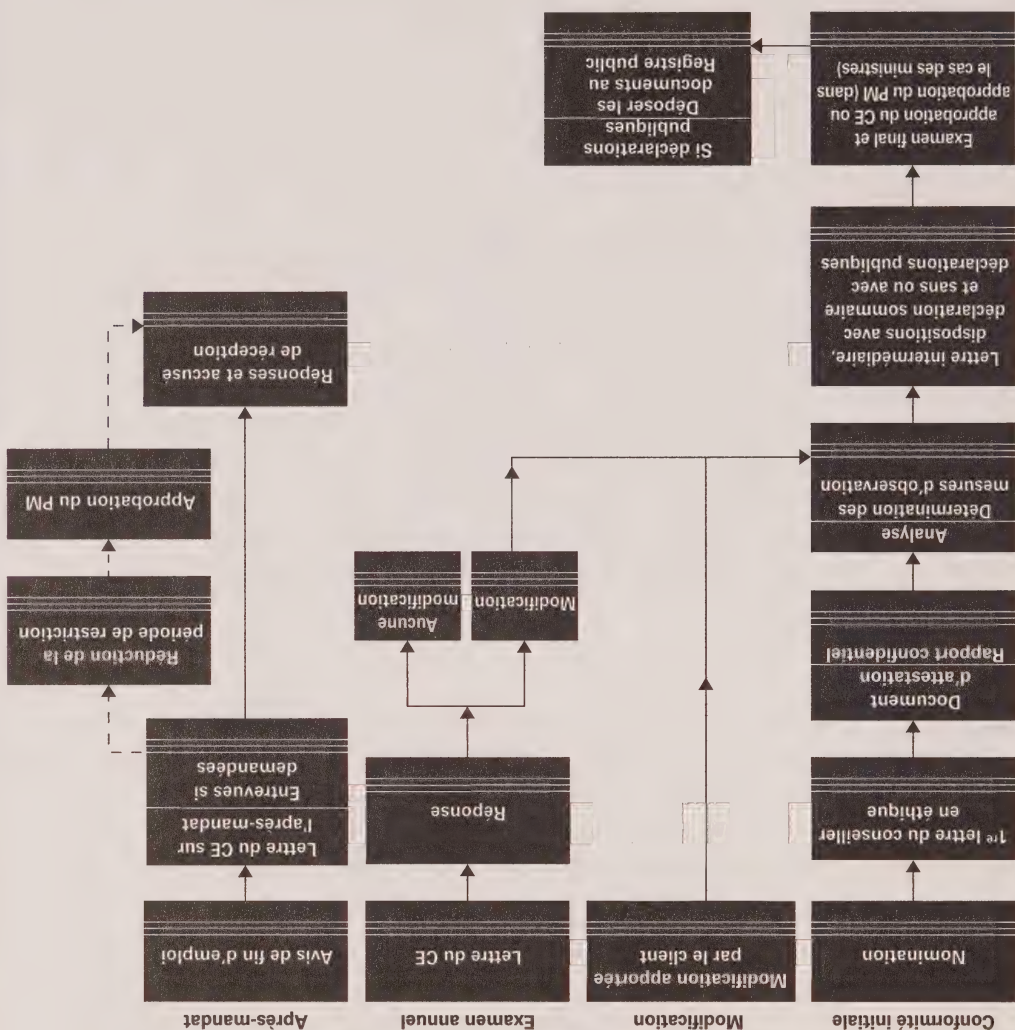 Conformité initiale
Modification
Examen annuel
Après-mandat
Nomination
Modification apportée
par le client
Lettre du CE
Avis de fin d'emploi
1re lettre du conseiller
en éthique
Réponse
Lettre du CE sur
l'après-mandat
Entrevues si
demandées
Document
d'attestation
Rapport confidentiel
Modification
Aucune
modification
Réduction de la
période de restriction
Analyse
Détermination des
mesures d'observation
Approbation du PM
Lettre intermédiaire,
dispositions avec
déclaration sommaire
et sans ou avec
déclarations publiques
Réponses et accuse
de réception
Examen final et
approbation du CE ou
approbation du PM (dans
le cas des ministres)
Si déclarations
publiques
Déposer les
documents au
Registre public